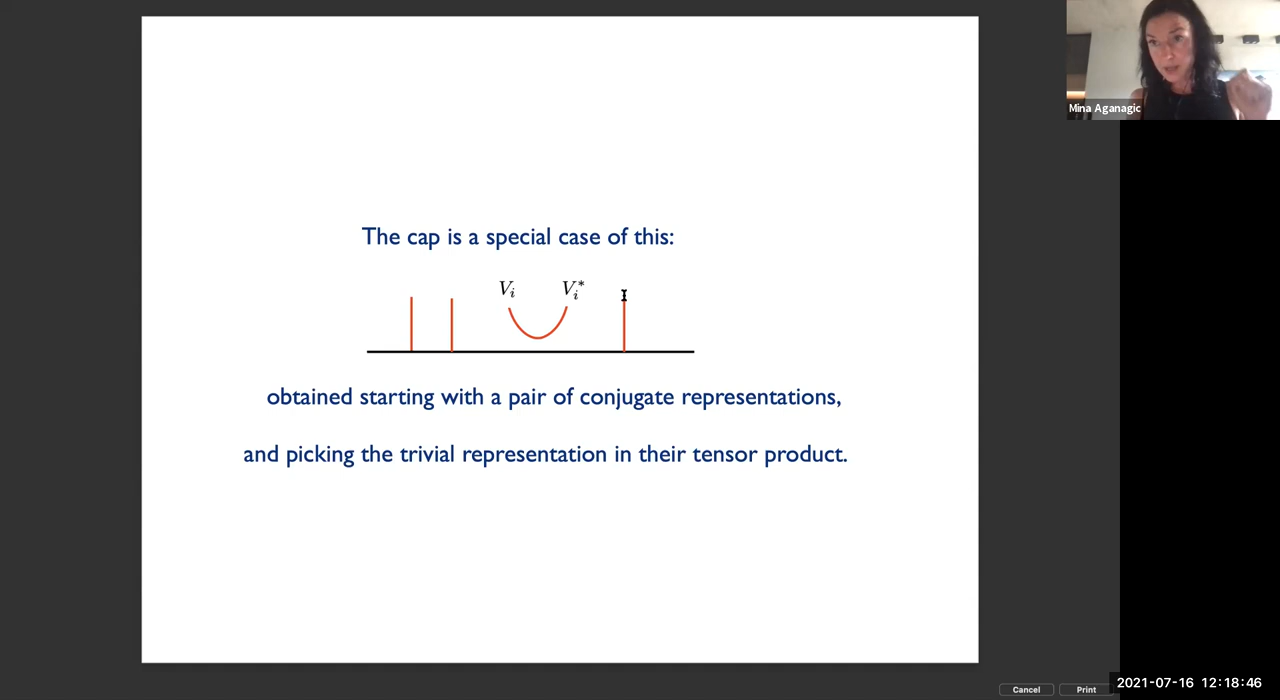 Mina Aganagic
The cap is a special case of this:
V_i V_i^*
obtained starting with a pair of conjugate representations,
and picking the trivial representation in their tensor product.
Cancel Print 2021-07-16 12:18:46